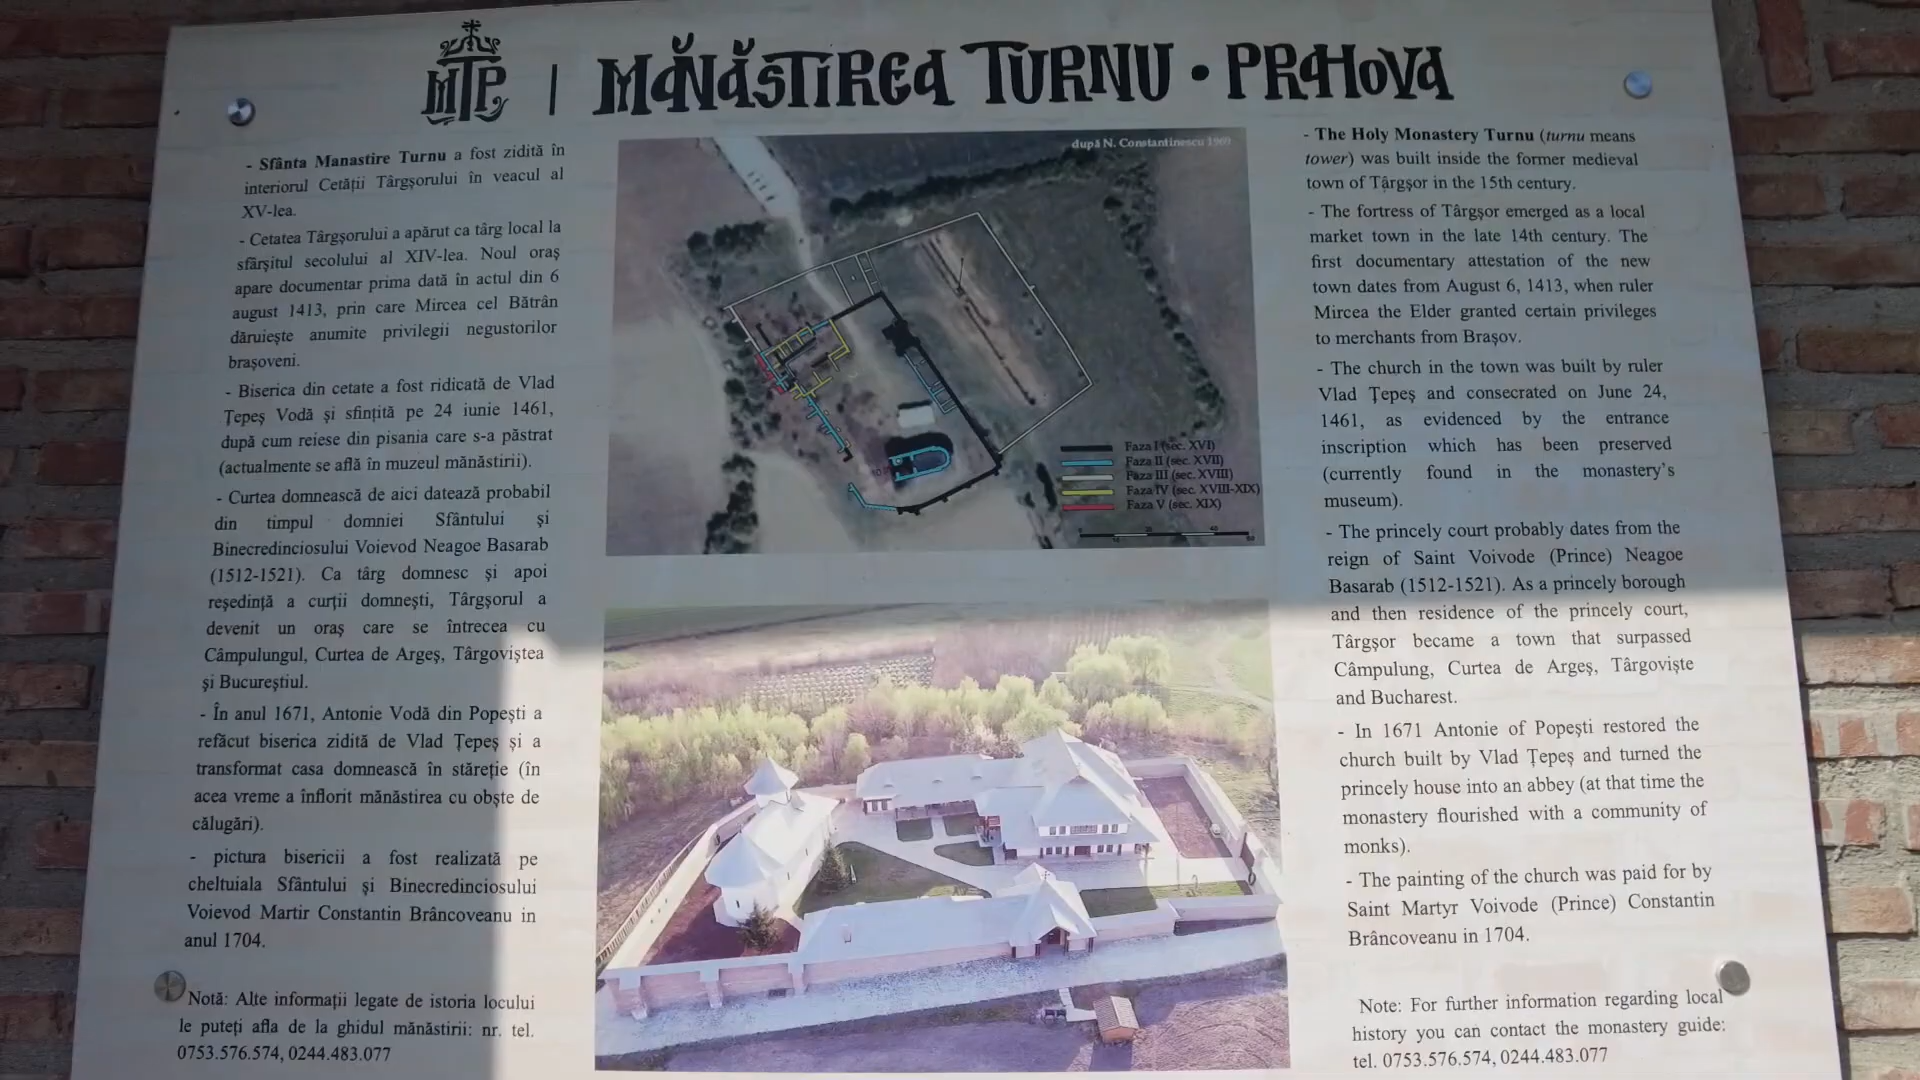 MTP | MĂNĂSTIREA TURNU • PRAHOVA
- Sfânta Manastire Turnu a fost zidită în
interiorul Cetății Târgșorului în veacul al
XV-lea.
- Cetatea Târgșorului a apărut ca târg local la
sfârșitul secolului al XIV-lea. Noul oraș
apare documentar prima dată în actul din 6
august 1413, prin care Mircea cel Bătrân
dăruiește anumite privilegii negustorilor
brașoveni.
- Biserica din cetate a fost ridicată de Vlad
Țepeș Vodă și sfințită pe 24 iunie 1461,
după cum reiese din pisania care s-a păstrat
(actualmente se află în muzeul mănăstirii).
- Curtea domnească de aici datează probabil
din timpul domniei Sfântului și
Binecredinciosului Voievod Neagoe Basarab
(1512-1521). Ca târg domnesc și apoi
reședință a curții domnești, Târgșorul a
devenit un oraș care se întrecea cu
Câmpulungul, Curtea de Argeș, Târgoviștea
și Bucureștiul.
- În anul 1671, Antonie Vodă din Popești a
refăcut biserica zidită de Vlad Țepeș și a
transformat casa domnească în stăreție (în
acea vreme a înflorit mănăstirea cu obște de
călugări).
- pictura bisericii a fost realizată pe
cheltuiala Sfântului și Binecredinciosului
Voievod Martir Constantin Brâncoveanu in
anul 1704.
Notă: Alte informații legate de istoria locului
le puteți afla de la ghidul mănăstirii: nr. tel.
0753.576.574, 0244.483.077
după N. Constantinescu 1969
Faza I (sec. XVI)
Faza II (sec. XVII)
Faza III (sec. XVIII)
Faza IV (sec. XVIII-XIX)
Faza V (sec. XIX)
- The Holy Monastery Turnu (turnu means
tower) was built inside the former medieval
town of Târgșor in the 15th century.
- The fortress of Târgșor emerged as a local
market town in the late 14th century. The
first documentary attestation of the new
town dates from August 6, 1413, when ruler
Mircea the Elder granted certain privileges
to merchants from Brașov.
- The church in the town was built by ruler
Vlad Țepeș and consecrated on June 24,
1461, as evidenced by the entrance
inscription which has been preserved
(currently found in the monastery's
museum).
- The princely court probably dates from the
reign of Saint Voivode (Prince) Neagoe
Basarab (1512-1521). As a princely borough
and then residence of the princely court,
Târgșor became a town that surpassed
Câmpulung, Curtea de Argeș, Târgoviște
and Bucharest.
- In 1671 Antonie of Popești restored the
church built by Vlad Țepeș and turned the
princely house into an abbey (at that time the
monastery flourished with a community of
monks).
- The painting of the church was paid for by
Saint Martyr Voivode (Prince) Constantin
Brâncoveanu in 1704.
Note: For further information regarding local
history you can contact the monastery guide:
tel. 0753.576.574, 0244.483.077